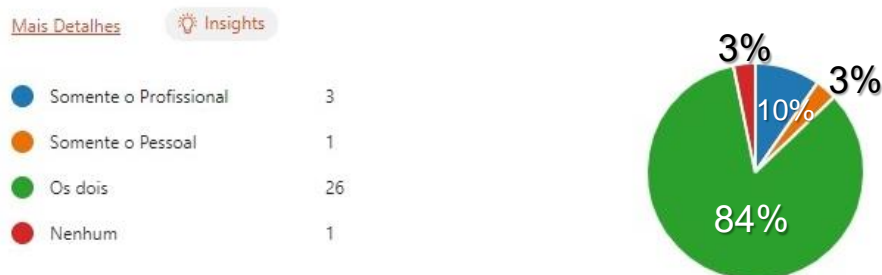 Mais Detalhes
Insights
Somente o Profissional 3
Somente o Pessoal 1
Os dois 26
Nenhum 1
3%
3%
10%
84%